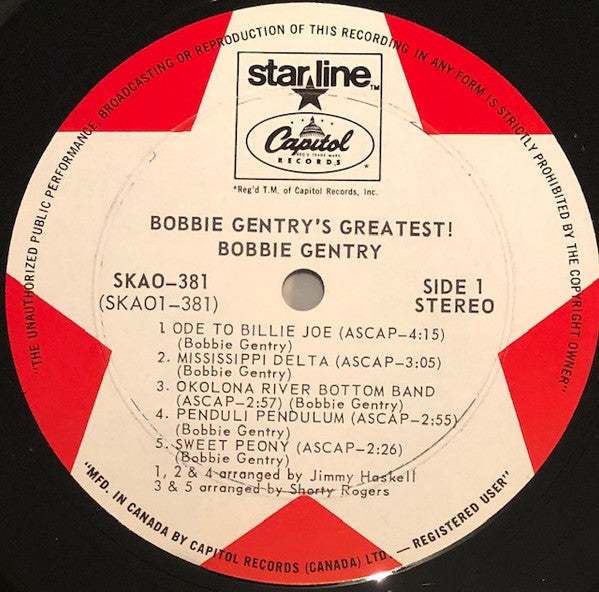 "THE UNAUTHORIZED PUBLIC PERFORMANCE, BROADCASTING OR REPRODUCTION OF THIS RECORDING IN ANY FORM IS STRICTLY PROHIBITED BY THE COPYRIGHT OWNER"
starline™
Capitol
REG'D TRADE MARK
RECORDS
*
*Reg'd T.M. of Capitol Records, Inc.
BOBBIE GENTRY'S GREATEST!
BOBBIE GENTRY
SKAO-381
(SKAO1-381)
SIDE 1
STEREO
1. ODE TO BILLIE JOE (ASCAP-4:15)
(Bobbie Gentry)
2. MISSISSIPPI DELTA (ASCAP-3:05)
(Bobbie Gentry)
3. OKOLONA RIVER BOTTOM BAND
(ASCAP-2:57) (Bobbie Gentry)
4. PENDULI PENDULUM (ASCAP-2:55)
(Bobbie Gentry)
5. SWEET PEONY (ASCAP-2:26)
(Bobbie Gentry)
1, 2 & 4 arranged by Jimmy Haskell
3 & 5 arranged by Shorty Rogers
"MFD. IN CANADA BY CAPITOL RECORDS (CANADA) LTD. — REGISTERED USER"